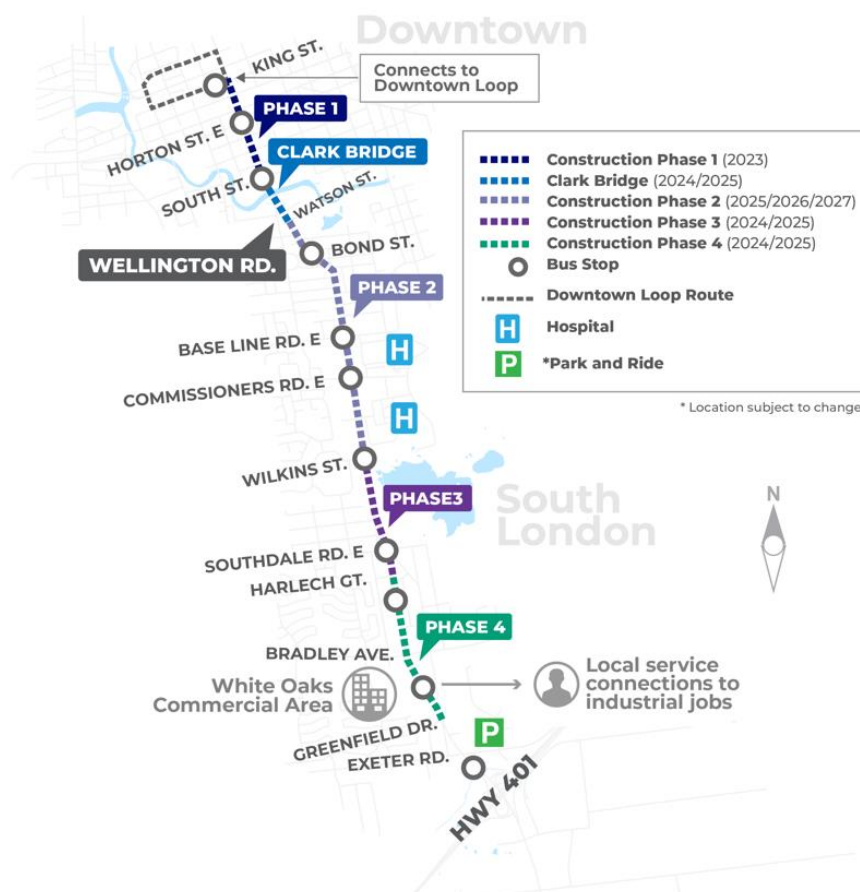 Downtown
KING ST.
Connects to
Downtown Loop
PHASE 1
HORTON ST. E
CLARK BRIDGE
SOUTH ST.
WATSON ST.
WELLINGTON RD.
BOND ST.
PHASE 2
BASE LINE RD. E
H
COMMISSIONERS RD. E
H
WILKINS ST.
PHASE3
South
London
SOUTHDALE RD. E
HARLECH GT.
PHASE 4
BRADLEY AVE.
White Oaks
Commercial Area
Local service
connections to
industrial jobs
GREENFIELD DR.
P
EXETER RD.
HWY 401
Construction Phase 1 (2023)
Clark Bridge (2024/2025)
Construction Phase 2 (2025/2026/2027)
Construction Phase 3 (2024/2025)
Construction Phase 4 (2024/2025)
Bus Stop
Downtown Loop Route
H Hospital
P *Park and Ride
* Location subject to change
N